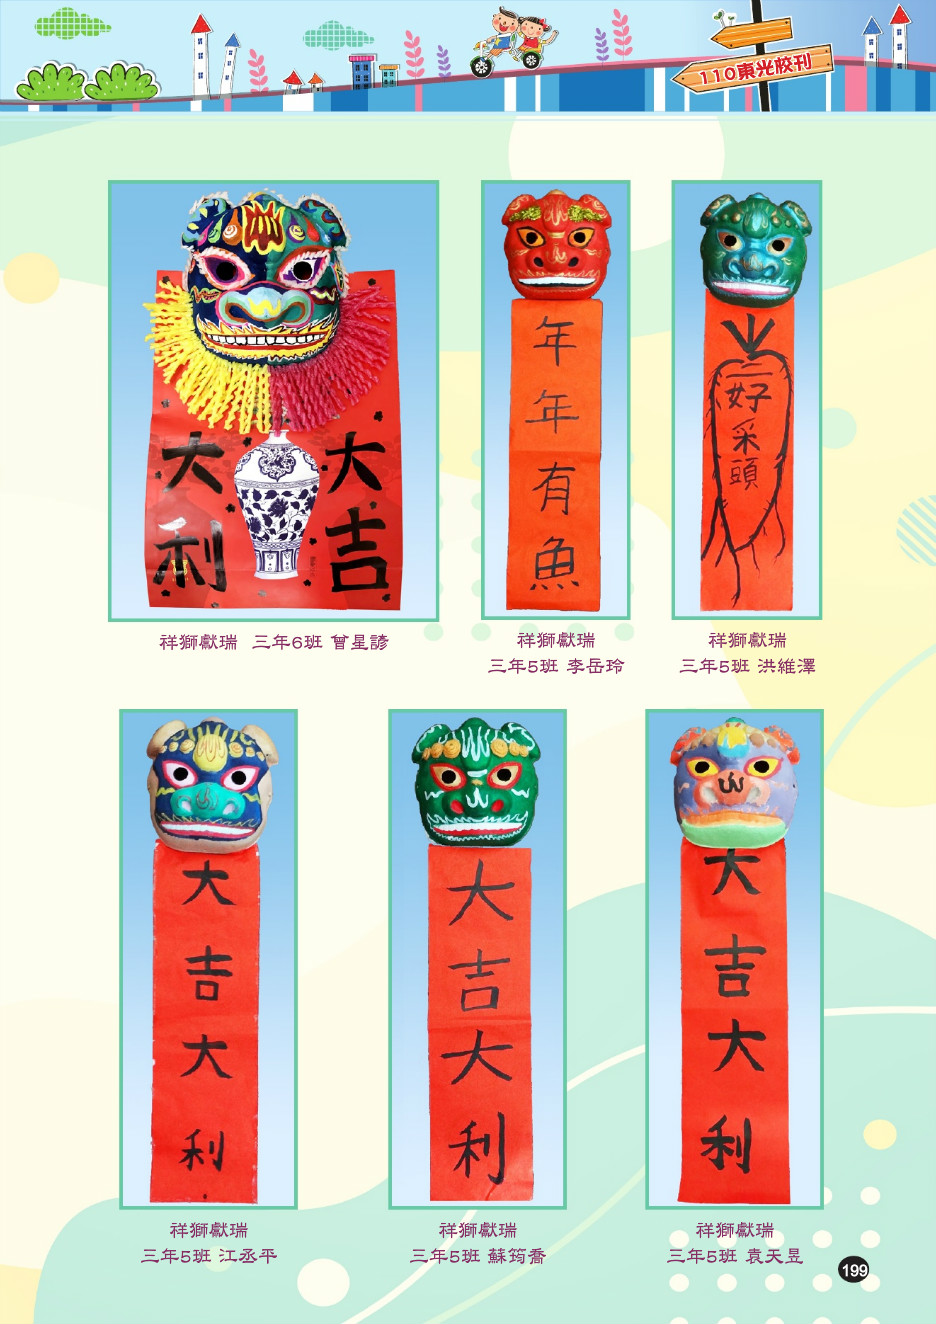 110東光校刊
大吉
大利
祥獅獻瑞 三年6班 曾星諺
年年有魚
祥獅獻瑞
三年5班 李岳玲
好采頭
祥獅獻瑞
三年5班 洪維澤
大吉大利
祥獅獻瑞
三年5班 江丞平
大吉大利
祥獅獻瑞
三年5班 蘇筠喬
大吉大利
祥獅獻瑞
三年5班 袁天昱
199